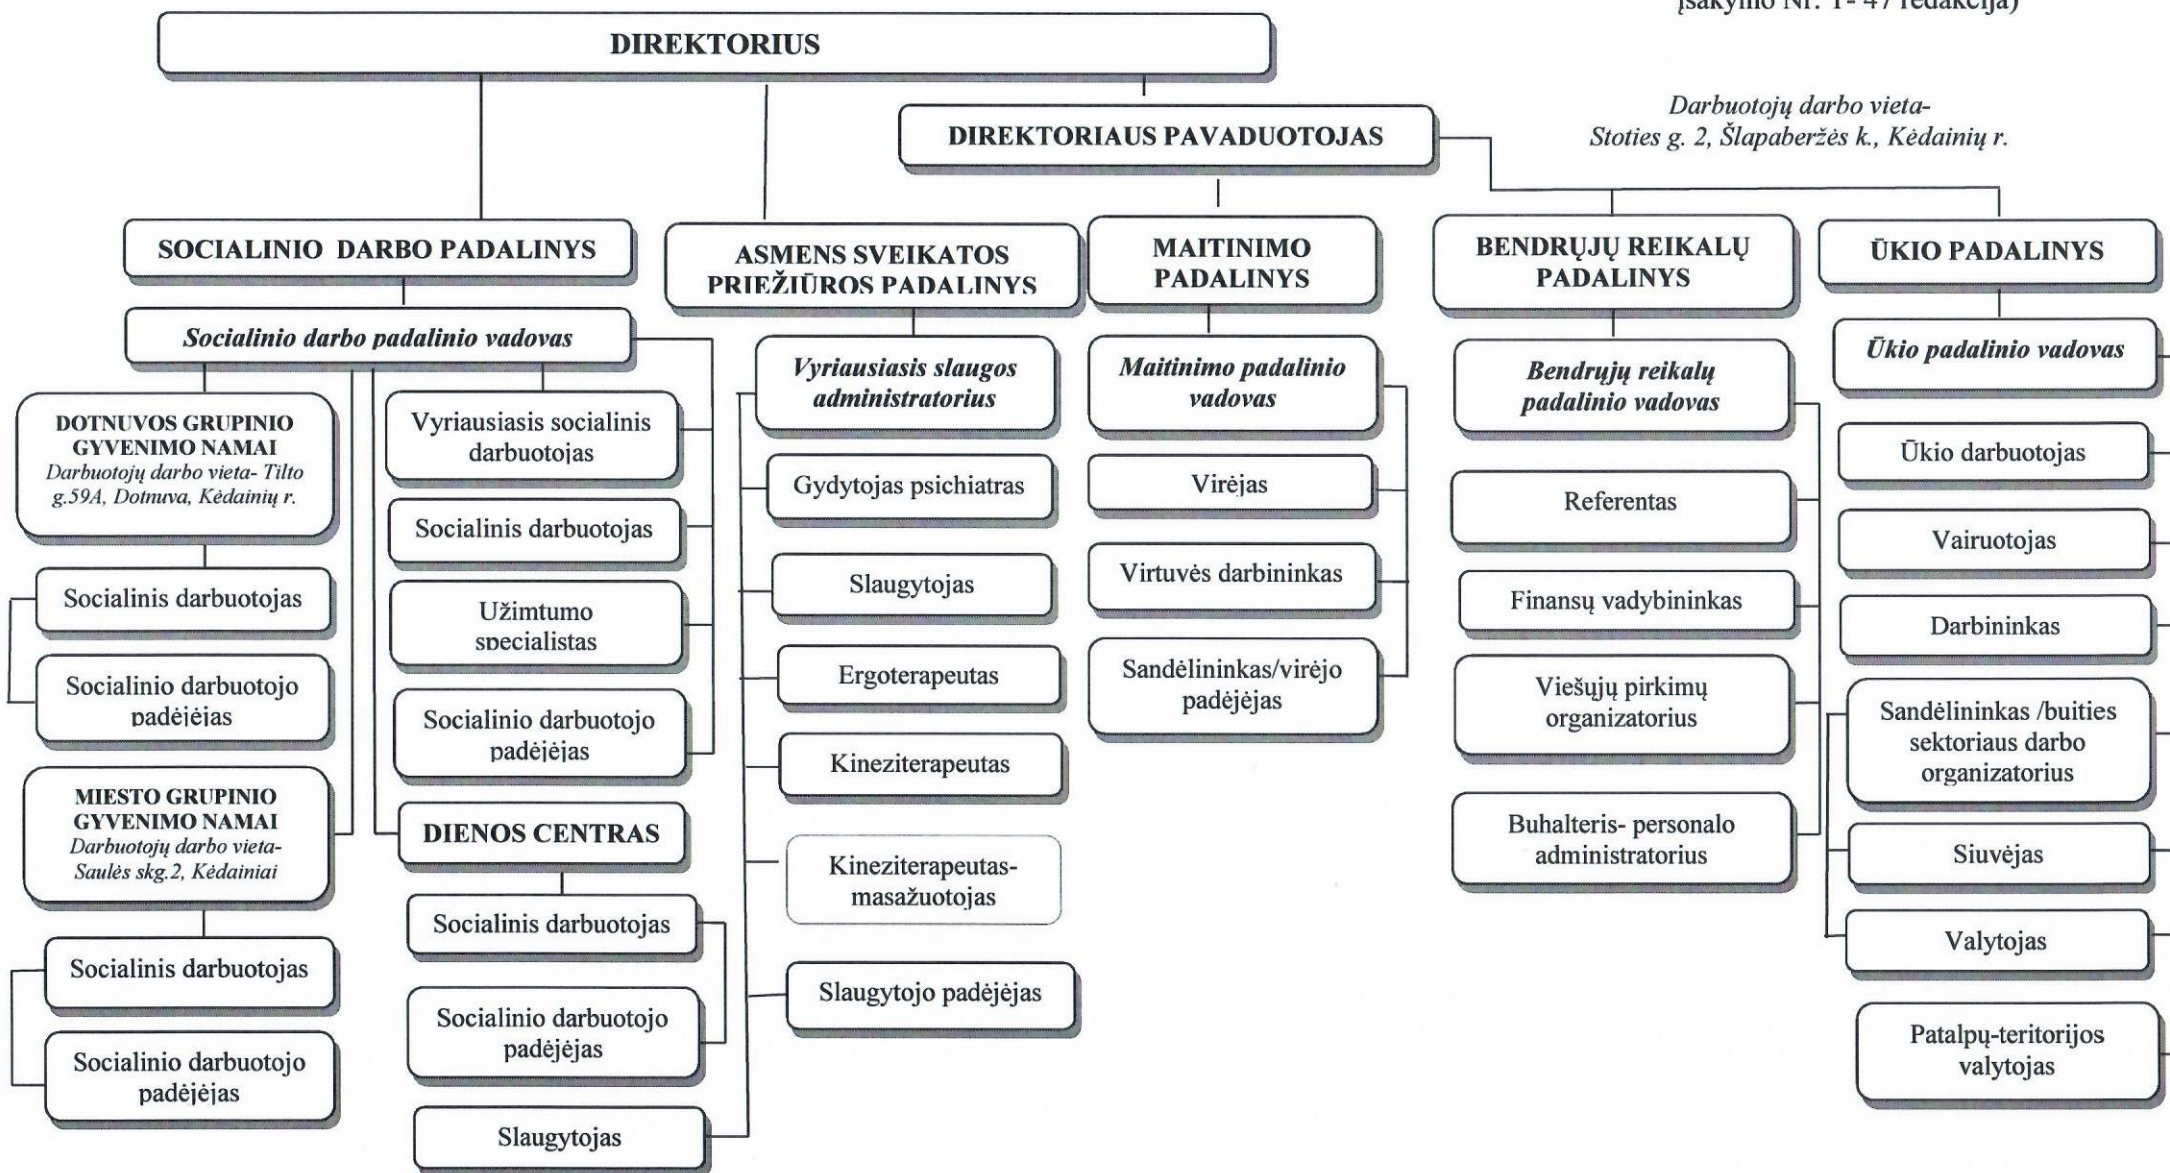 įsakymo Nr. 1- 47 redakcija)
DIREKTORIUS
DIREKTORIAUS PAVADUOTOJAS
Darbuotojų darbo vieta-
Stoties g. 2, Šlapaberžės k., Kėdainių r.
SOCIALINIO DARBO PADALINYS
Socialinio darbo padalinio vadovas
DOTNUVOS GRUPINIO
GYVENIMO NAMAI
Darbuotojų darbo vieta- Tilto
g.59A, Dotnuva, Kėdainių r.
Socialinis darbuotojas
Socialinio darbuotojo
padėjėjas
MIESTO GRUPINIO
GYVENIMO NAMAI
Darbuotojų darbo vieta-
Saulės skg.2, Kėdainiai
Socialinis darbuotojas
Socialinio darbuotojo
padėjėjas
Vyriausiasis socialinis
darbuotojas
Socialinis darbuotojas
Užimtumo
specialistas
Socialinio darbuotojo
padėjėjas
DIENOS CENTRAS
Socialinis darbuotojas
Socialinio darbuotojo
padėjėjas
Slaugytojas
ASMENS SVEIKATOS
PRIEŽIŪROS PADALINYS
Vyriausiasis slaugos
administratorius
Gydytojas psichiatras
Slaugytojas
Ergoterapeutas
Kineziterapeutas
Kineziterapeutas-
masažuotojas
Slaugytojo padėjėjas
MAITINIMO
PADALINYS
Maitinimo padalinio
vadovas
Virėjas
Virtuvės darbininkas
Sandėlininkas/virėjo
padėjėjas
BENDRŲJŲ REIKALŲ
PADALINYS
Bendrųjų reikalų
padalinio vadovas
Referentas
Finansų vadybininkas
Viešųjų pirkimų
organizatorius
Buhalteris- personalo
administratorius
ŪKIO PADALINYS
Ūkio padalinio vadovas
Ūkio darbuotojas
Vairuotojas
Darbininkas
Sandėlininkas /buities
sektoriaus darbo
organizatorius
Siuvėjas
Valytojas
Patalpų-teritorijos
valytojas